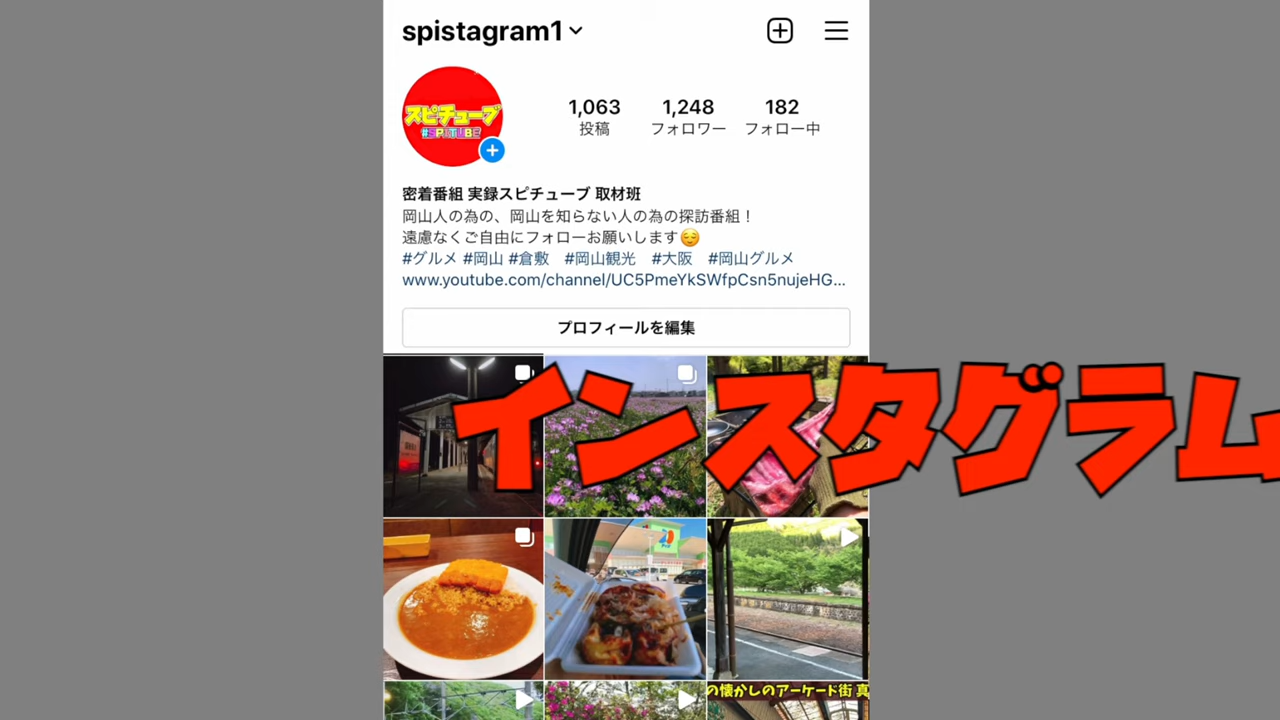 spistagram1
スピチューブ
#SPITUBE
1,063
投稿
1,248
フォロワー
182
フォロー中
密着番組 実録スピチューブ 取材班
岡山人の為の、岡山を知らない人の為の探訪番組！
遠慮なくご自由にフォローお願いします😌
#グルメ #岡山 #倉敷　#岡山観光　#大阪　#岡山グルメ
www.youtube.com/channel/UC5PmeYkSWfpCsn5nujeHG...
プロフィールを編集
インスタグラム
の懐かしのアーケード街 真